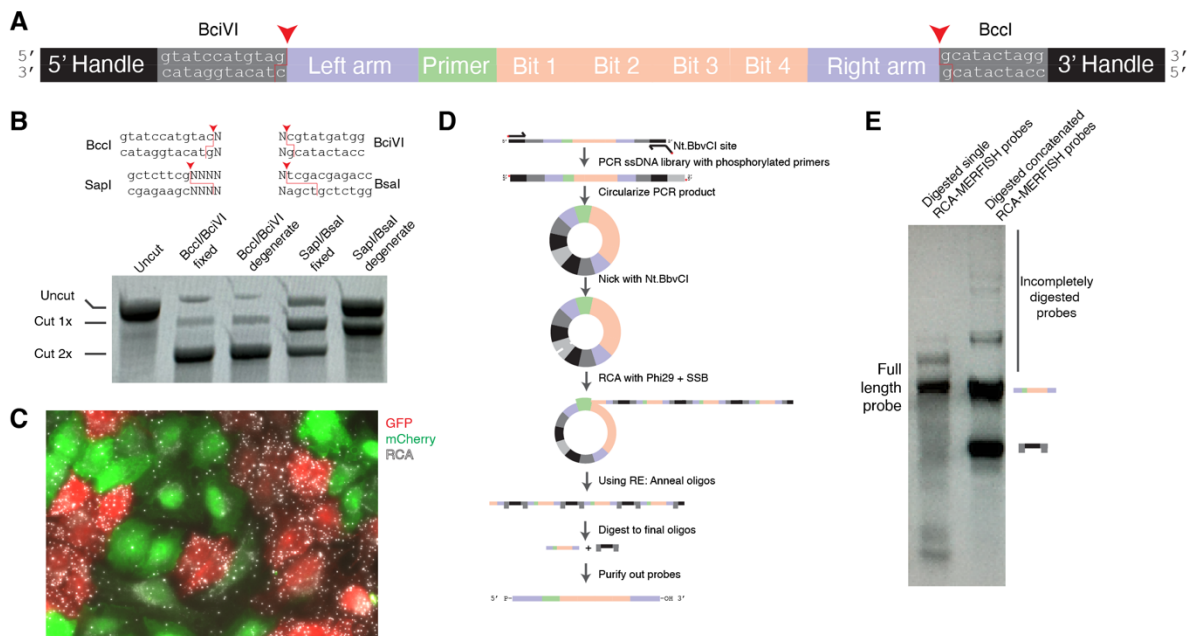 A
BciVI
BccI
5' 5' Handle gtatccatgtag Left arm Primer Bit 1 Bit 2 Bit 3 Bit 4 Right arm gcatactagg 3' Handle 3'
3' cataggtacatc gcatactacc 5'
B
BccI gtatccatgtacN Ncgtatgatgg BciVI
cataggtacatgN Ngcatactacc
SapI gctcttcgNNNN Ntcgacgagacc BsaI
cgagaagcNNNN Nagctgctctgg
Uncut
BccI/BciVI
fixed
BccI/BciVI
degenerate
SapI/BsaI
fixed
SapI/BsaI
degenerate
Uncut
Cut 1x
Cut 2x
C
GFP
mCherry
RCA
D
Nt.BbvCI site
PCR ssDNA library with phosphorylated primers
Circularize PCR product
Nick with Nt.BbvCI
RCA with Phi29 + SSB
Using RE: Anneal oligos
Digest to final oligos
+
Purify out probes
5' P- -OH 3'
E
Digested single
RCA-MERFISH probes
Digested concatenated
RCA-MERFISH probes
Incompletely
digested
probes
Full
length
probe